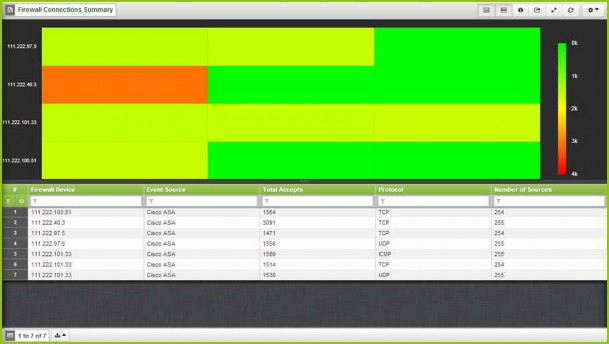 Firewall Connections Summary
111.222.97.5
111.222.40.3
111.222.101.33
111.222.100.51
0k
1k
2k
3k
4k
# Firewall Device Event Source Total Accepts Protocol Number of Sources
1 111.222.100.51 Cisco ASA 1564 TCP 254
2 111.222.40.3 Cisco ASA 3091 TCP 255
3 111.222.97.5 Cisco ASA 1471 TCP 254
4 111.222.97.5 Cisco ASA 1556 UDP 255
5 111.222.101.33 Cisco ASA 1589 ICMP 255
6 111.222.101.33 Cisco ASA 1514 TCP 254
7 111.222.101.33 Cisco ASA 1530 UDP 255
1 to 7 of 7